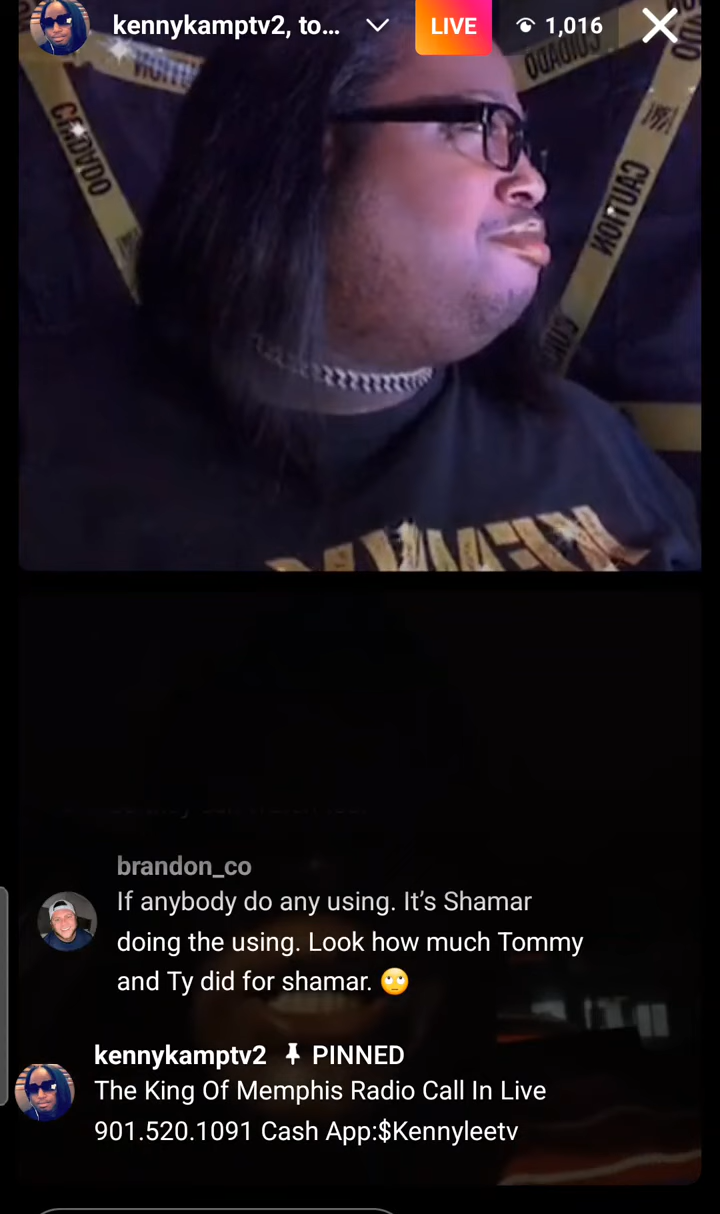 kennykamptv2, to...
LIVE
1,016
CUIDADO
CAUTION
brandon_co
If anybody do any using. It’s Shamar
doing the using. Look how much Tommy
and Ty did for shamar. 🙄
kennykamptv2 📌 PINNED
The King Of Memphis Radio Call In Live
901.520.1091 Cash App:$Kennyleetv